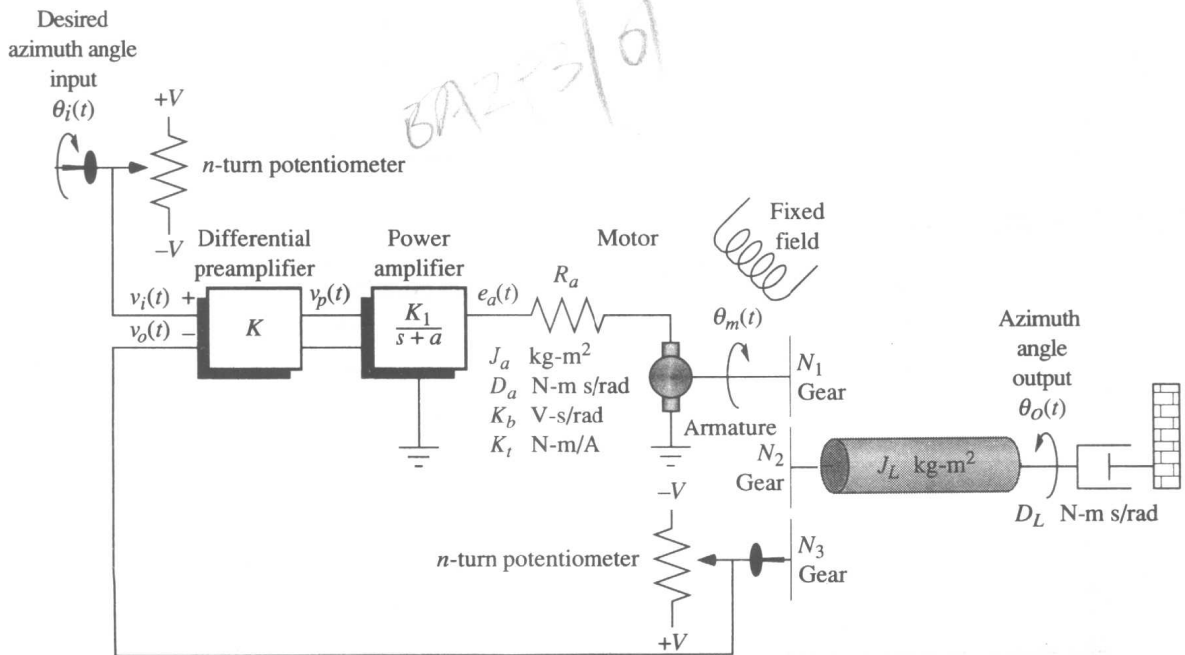 Desired
azimuth angle
input
θi(t)
+V
n-turn potentiometer
−V
Differential
preamplifier
Power
amplifier
Motor
Fixed
field
vi(t) +
vo(t) −
K
vp(t)
K1
s + a
ea(t)
Ra
Ja kg-m²
Da N-m s/rad
Kb V-s/rad
Kt N-m/A
θm(t)
Armature
N1
Gear
N2
Gear
JL kg-m²
Azimuth
angle
output
θo(t)
DL N-m s/rad
−V
n-turn potentiometer
+V
N3
Gear